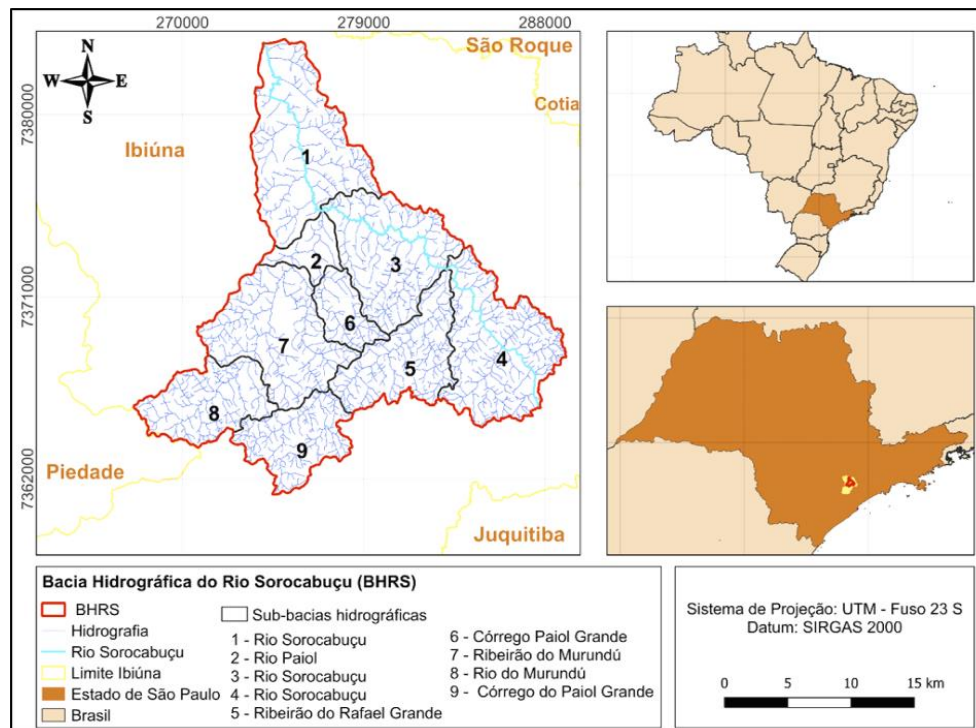 270000
279000
288000
7380000
7371000
7362000
N
W E
S
São Roque
Cotia
Ibiúna
Piedade
Juquitiba
1
2
3
4
5
6
7
8
9
Bacia Hidrográfica do Rio Sorocabuçu (BHRS)
BHRS
Hidrografia
Rio Sorocabuçu
Limite Ibiúna
Estado de São Paulo
Brasil
Sub-bacias hidrográficas
1 - Rio Sorocabuçu
2 - Rio Paiol
3 - Rio Sorocabuçu
4 - Rio Sorocabuçu
5 - Ribeirão do Rafael Grande
6 - Córrego Paiol Grande
7 - Ribeirão do Murundú
8 - Rio do Murundú
9 - Córrego do Paiol Grande
Sistema de Projeção: UTM - Fuso 23 S
Datum: SIRGAS 2000
0 5 10 15 km